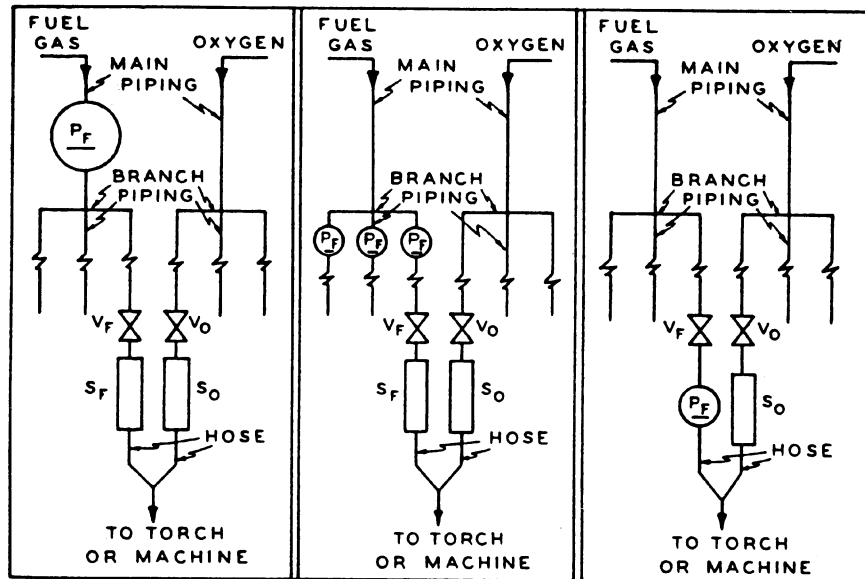 FUEL
GAS
OXYGEN
MAIN
PIPING
P_F
BRANCH
PIPING
V_F
V_O
S_F
S_O
HOSE
TO TORCH
OR MACHINE
FUEL
GAS
OXYGEN
MAIN
PIPING
BRANCH
PIPING
P_F
P_F
P_F
V_F
V_O
S_F
S_O
HOSE
TO TORCH
OR MACHINE
FUEL
GAS
OXYGEN
MAIN
PIPING
BRANCH
PIPING
V_F
V_O
P_F
S_O
HOSE
TO TORCH
OR MACHINE